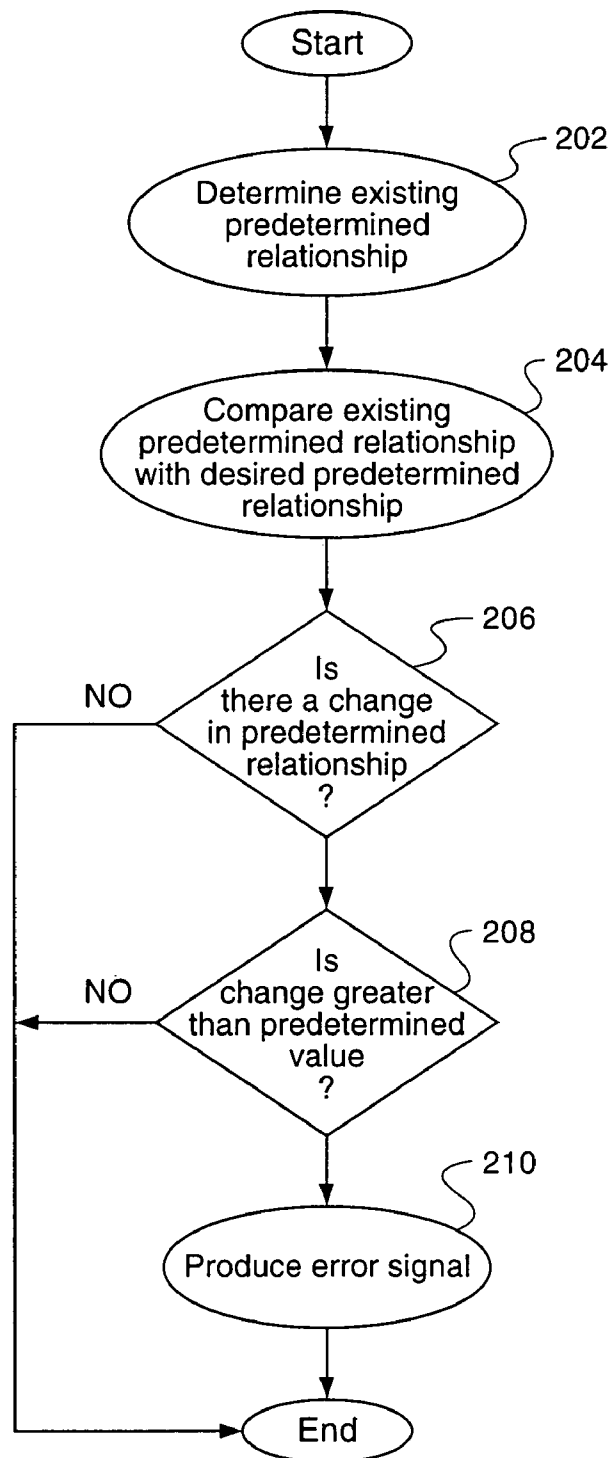 Start
202
Determine existing
predetermined
relationship
204
Compare existing
predetermined relationship
with desired predetermined
relationship
206
Is
there a change
in predetermined
relationship
?
NO
208
Is
change greater
than predetermined
value
?
NO
210
Produce error signal
End